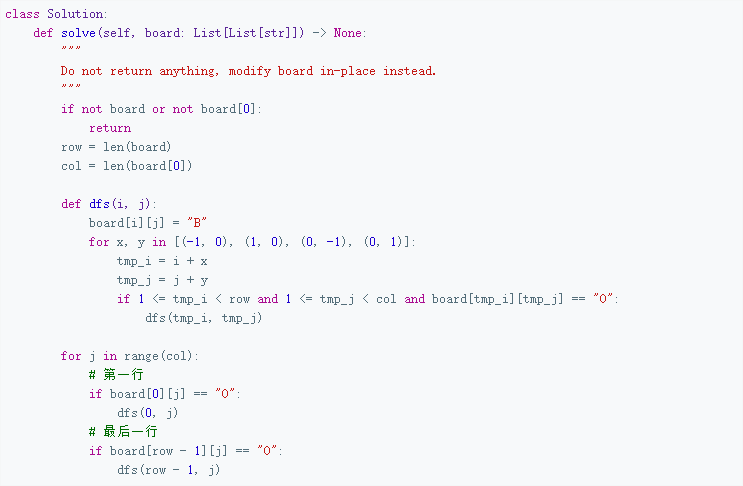 class Solution:
    def solve(self, board: List[List[str]]) -> None:
        """
        Do not return anything, modify board in-place instead.
        """
        if not board or not board[0]:
            return
        row = len(board)
        col = len(board[0])

        def dfs(i, j):
            board[i][j] = "B"
            for x, y in [(-1, 0), (1, 0), (0, -1), (0, 1)]:
                tmp_i = i + x
                tmp_j = j + y
                if 1 <= tmp_i < row and 1 <= tmp_j < col and board[tmp_i][tmp_j] == "O":
                    dfs(tmp_i, tmp_j)

        for j in range(col):
            # 第一行
            if board[0][j] == "O":
                dfs(0, j)
            # 最后一行
            if board[row - 1][j] == "O":
                dfs(row - 1, j)